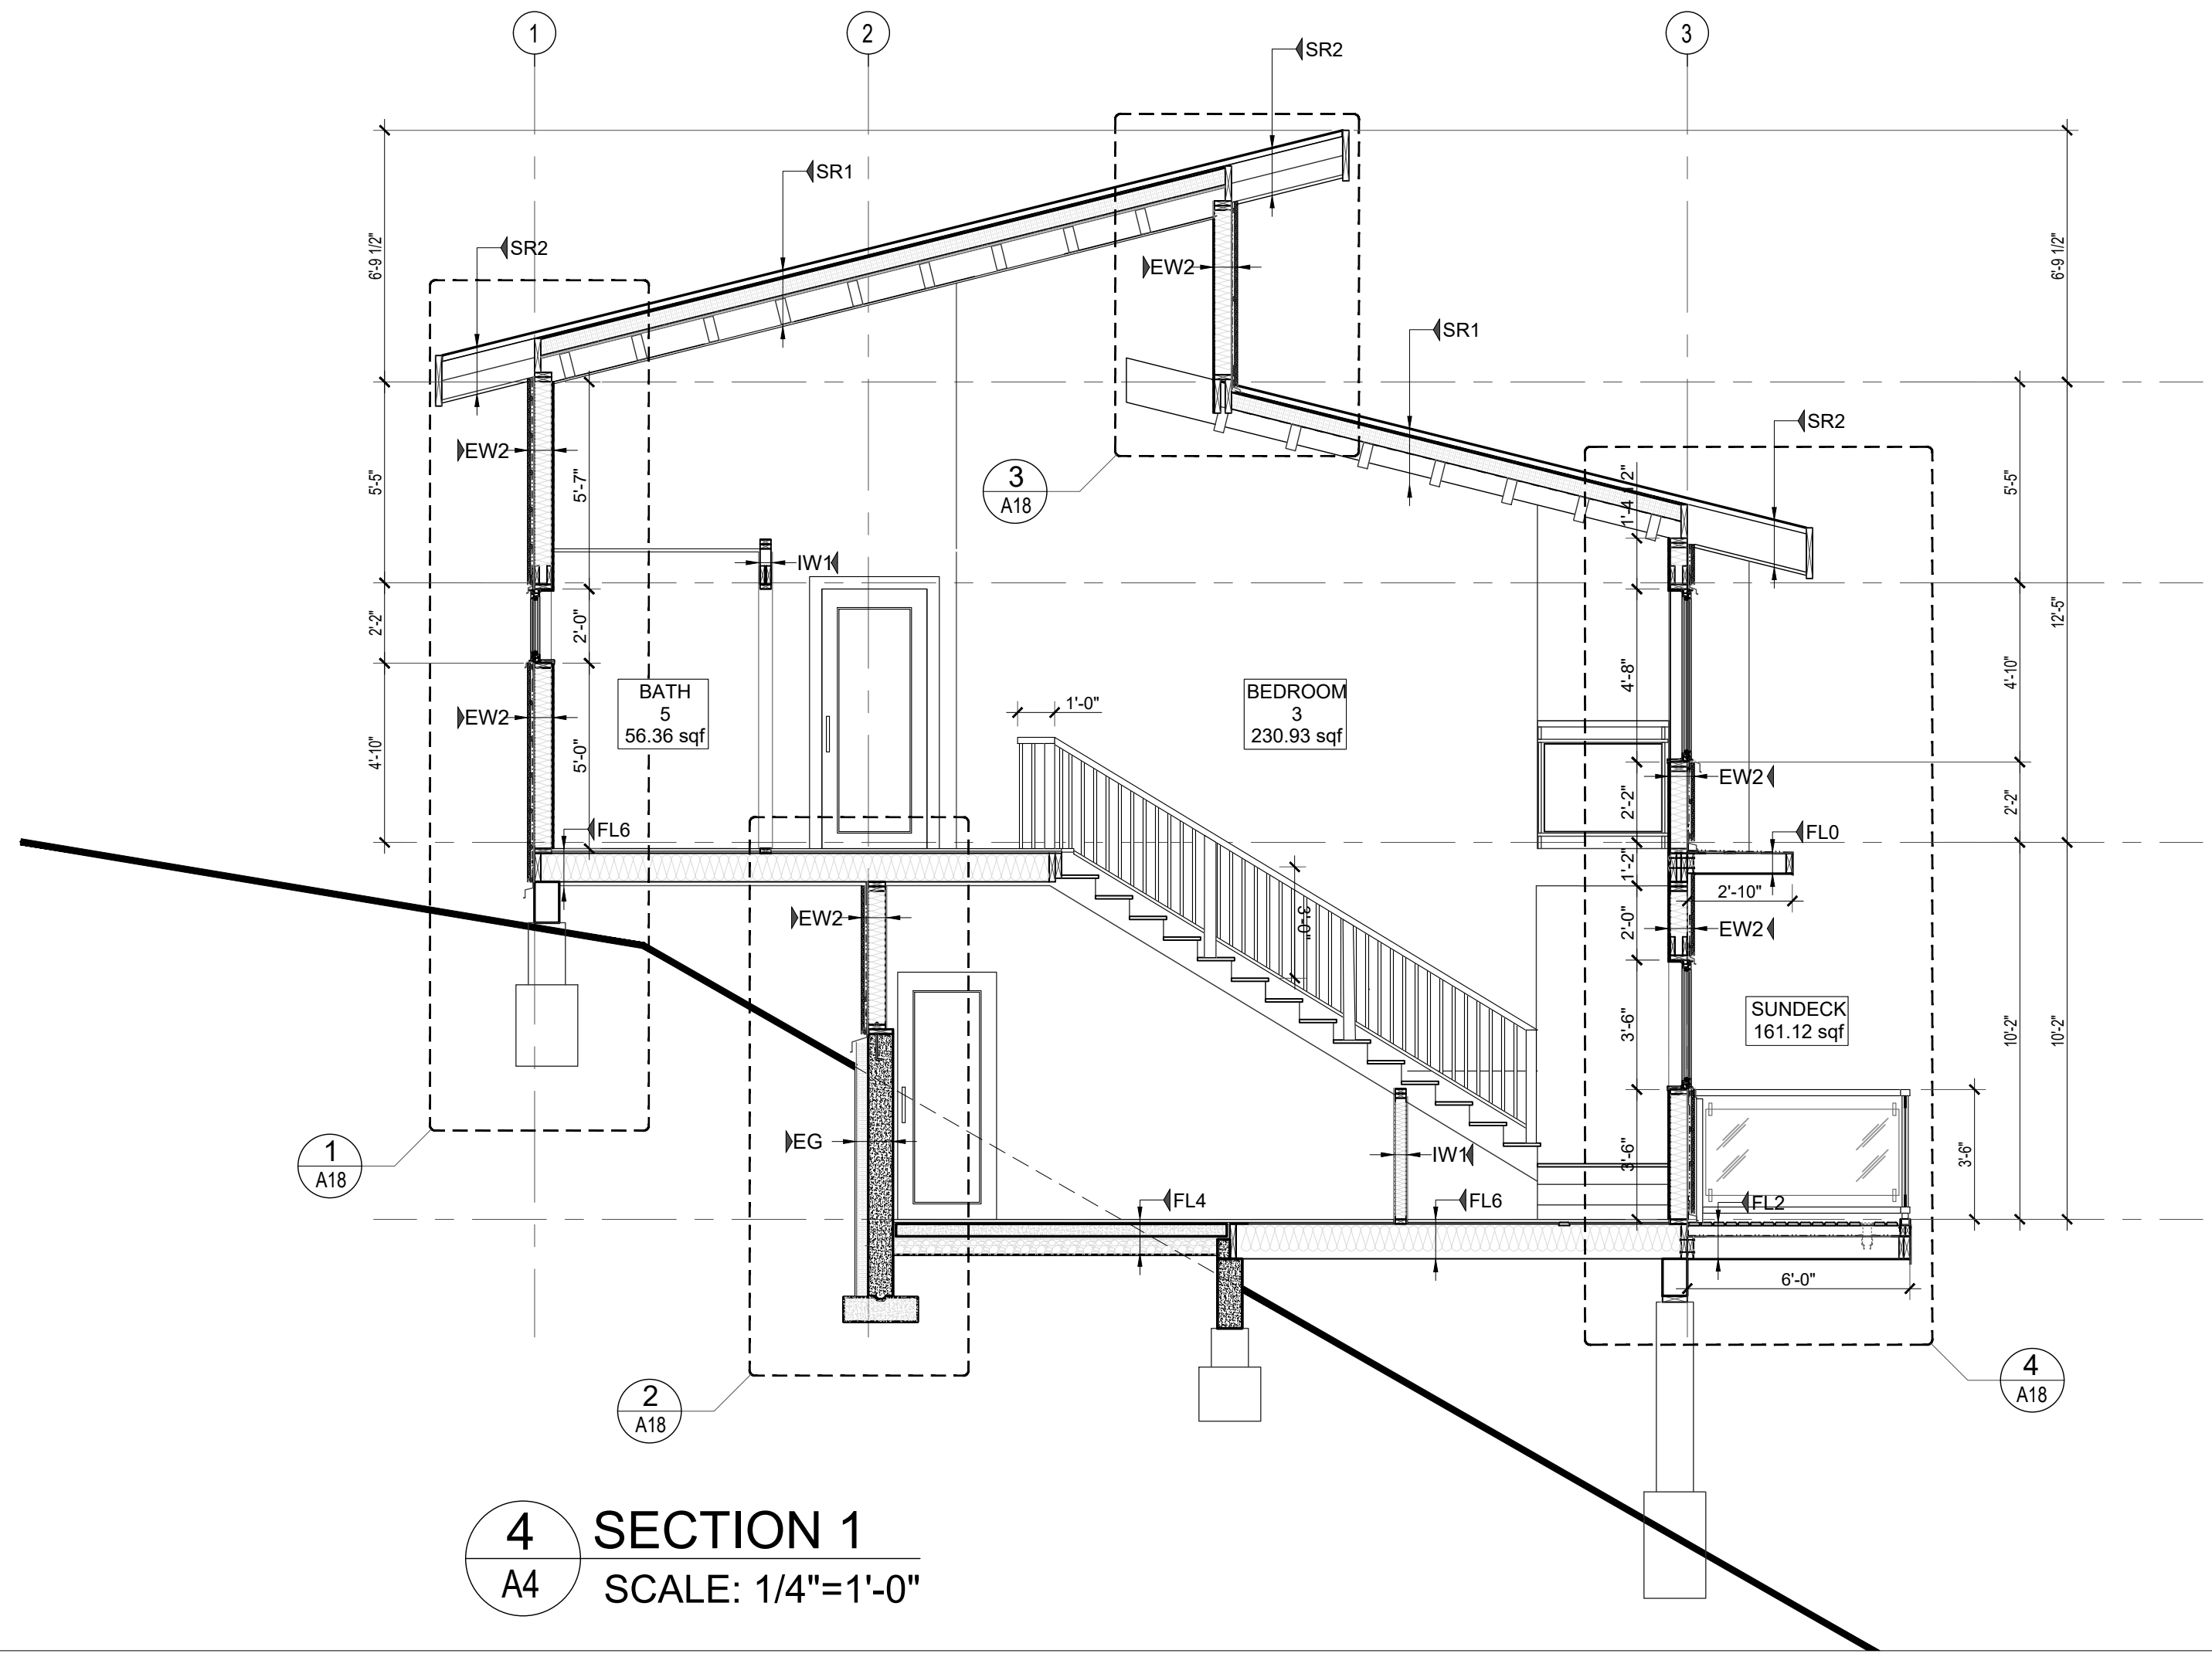 1
2
3
SR2
SR1
SR2
6'-9 1/2"
6'-9 1/2"
EW2
SR1
SR2
EW2
5'-5"
5'-7"
3
A18
1'-4 1/2"
5'-5"
IW1
2'-2"
2'-0"
12'-5"
4'-8"
4'-10"
BATH
5
56.36 sqf
BEDROOM
3
230.93 sqf
1'-0"
EW2
4'-10"
5'-0"
EW2
2'-2"
2'-2"
FL6
FL0
1'-2"
2'-10"
EW2
3'-0"
2'-0"
EW2
SUNDECK
161.12 sqf
3'-6"
10'-2"
10'-2"
EG
IW1
3'-6"
3'-6"
1
A18
FL4
FL6
FL2
6'-0"
2
A18
4
A18
4
A4
SECTION 1
SCALE: 1/4"=1'-0"